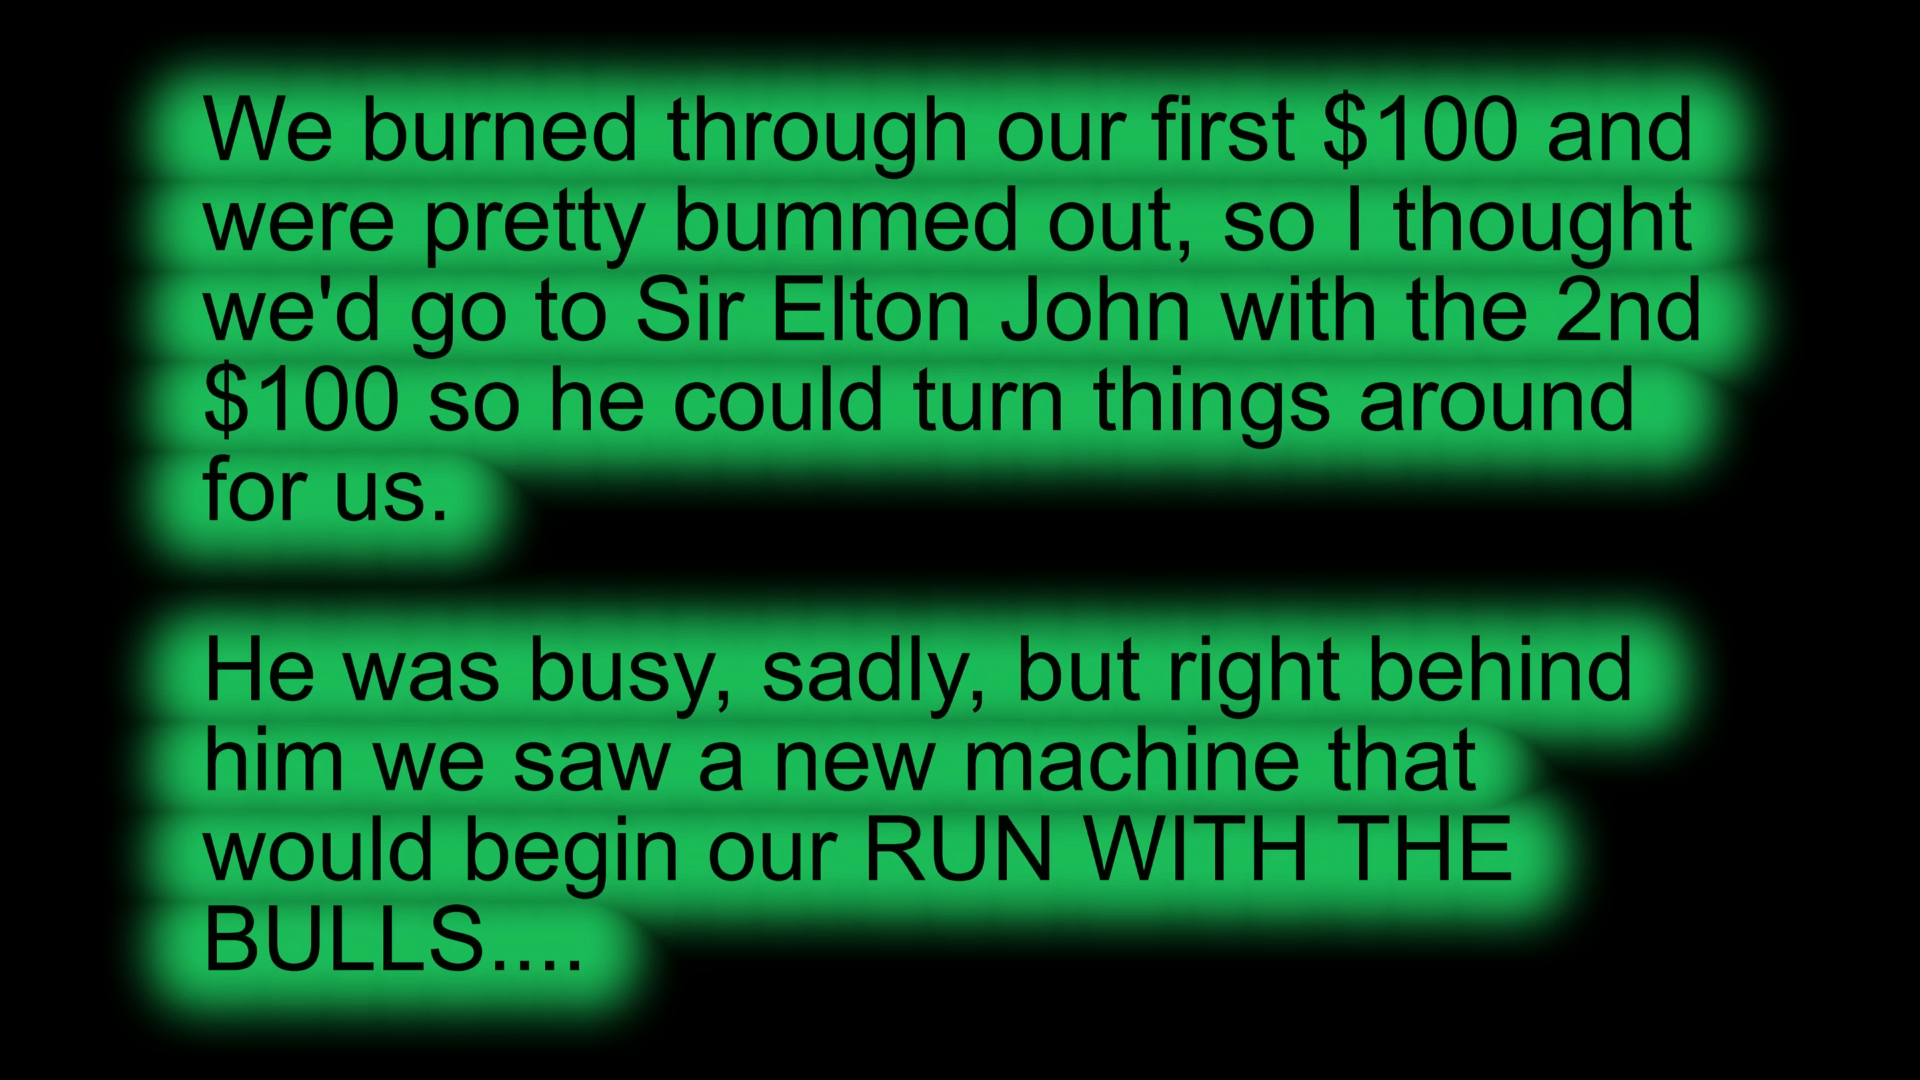 We burned through our first $100 and
were pretty bummed out, so I thought
we'd go to Sir Elton John with the 2nd
$100 so he could turn things around
for us.
He was busy, sadly, but right behind
him we saw a new machine that
would begin our RUN WITH THE
BULLS....